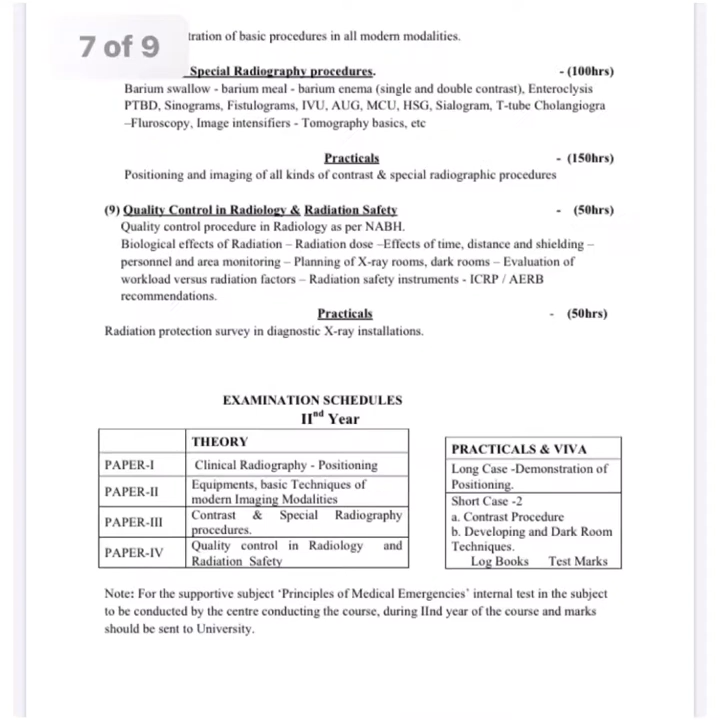 7 of 9
tration of basic procedures in all modern modalities.
Special Radiography procedures. - (100hrs)
Barium swallow - barium meal - barium enema (single and double contrast), Enteroclysis
PTBD, Sinograms, Fistulograms, IVU, AUG, MCU, HSG, Sialogram, T-tube Cholangiogra
–Fluroscopy, Image intensifiers - Tomography basics, etc
Practicals - (150hrs)
Positioning and imaging of all kinds of contrast & special radiographic procedures
(9) Quality Control in Radiology & Radiation Safety - (50hrs)
Quality control procedure in Radiology as per NABH.
Biological effects of Radiation – Radiation dose –Effects of time, distance and shielding –
personnel and area monitoring – Planning of X-ray rooms, dark rooms – Evaluation of
workload versus radiation factors – Radiation safety instruments - ICRP / AERB
recommendations.
Practicals - (50hrs)
Radiation protection survey in diagnostic X-ray installations.
EXAMINATION SCHEDULES
IInd Year
THEORY
PAPER-I Clinical Radiography - Positioning
PAPER-II Equipments, basic Techniques of
modern Imaging Modalities
PAPER-III Contrast & Special Radiography
procedures.
PAPER-IV Quality control in Radiology and
Radiation Safety
PRACTICALS & VIVA
Long Case -Demonstration of
Positioning.
Short Case -2
a. Contrast Procedure
b. Developing and Dark Room
Techniques.
Log Books Test Marks
Note: For the supportive subject ‘Principles of Medical Emergencies’ internal test in the subject
to be conducted by the centre conducting the course, during IInd year of the course and marks
should be sent to University.